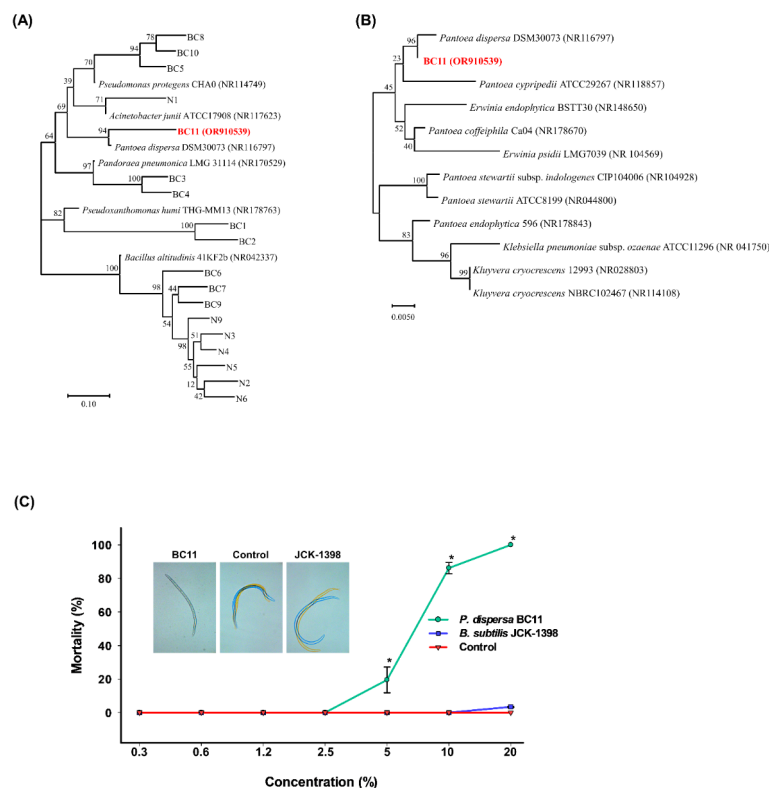 (A)
78
BC8
BC10
94
BC5
70
Pseudomonas protegens CHA0 (NR114749)
39
71
N1
Acinetobacter junii ATCC17908 (NR117623)
69
94
BC11 (OR910539)
Pantoea dispersa DSM30073 (NR116797)
64
Pandoraea pneumonica LMG 31114 (NR170529)
97
100
BC3
BC4
Pseudoxanthomonas humi THG-MM13 (NR178763)
82
100
BC1
BC2
Bacillus altitudinis 41KF2b (NR042337)
100
BC6
98
44
BC7
BC9
54
N9
98
51
N3
N4
55
N5
12
N2
42
N6
0.10
(B)
96
Pantoea dispersa DSM30073 (NR116797)
23
BC11 (OR910539)
45
Pantoea cypripedii ATCC29267 (NR118857)
Erwinia endophytica BSTT30 (NR148650)
52
Pantoea coffeiphila Ca04 (NR178670)
40
Erwinia psidii LMG7039 (NR 104569)
100
Pantoea stewartii subsp. indologenes CIP104006 (NR104928)
Pantoea stewartii ATCC8199 (NR044800)
Pantoea endophytica 596 (NR178843)
83
Klebsiella pneumoniae subsp. ozaenae ATCC11296 (NR 041750)
96
99
Kluyvera cryocrescens 12993 (NR028803)
Kluyvera cryocrescens NBRC102467 (NR114108)
0.0050
(C)
Mortality (%)
100
80
60
40
20
0
BC11 Control JCK-1398
*
*
*
P. dispersa BC11
B. subtilis JCK-1398
Control
0.3 0.6 1.2 2.5 5 10 20
Concentration (%)